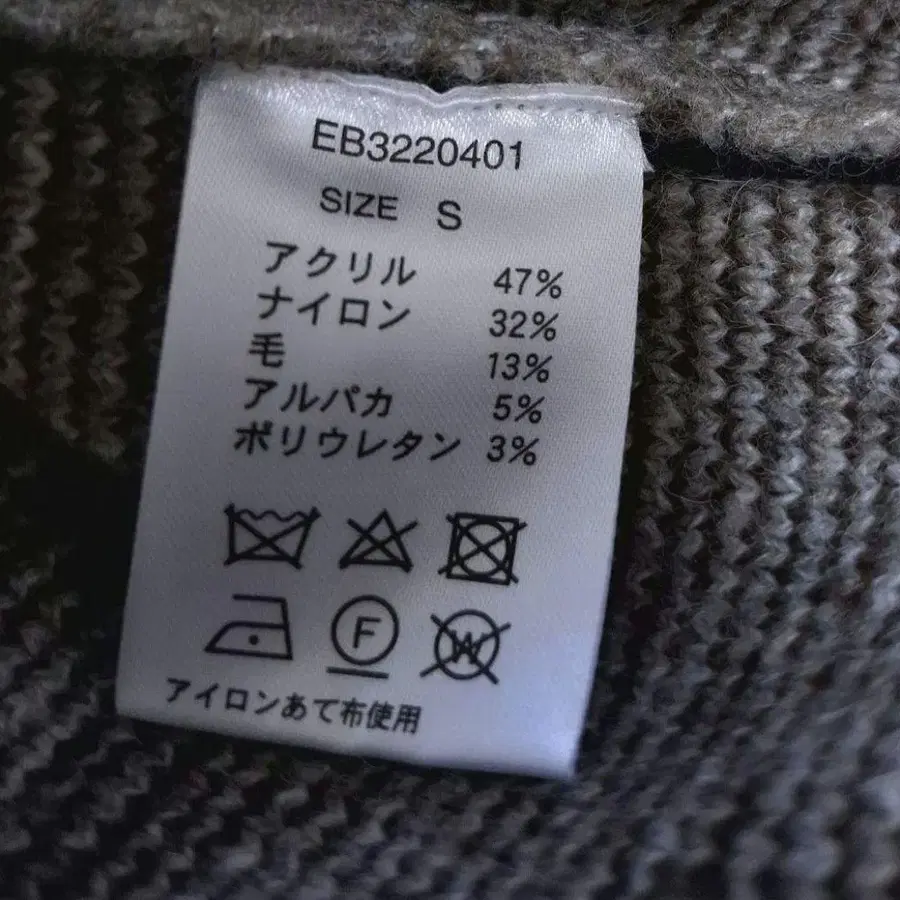 EB3220401
SIZE S
アクリル 47%
ナイロン 32%
毛 13%
アルパカ 5%
ポリウレタン 3%
F
W
アイロンあて布使用